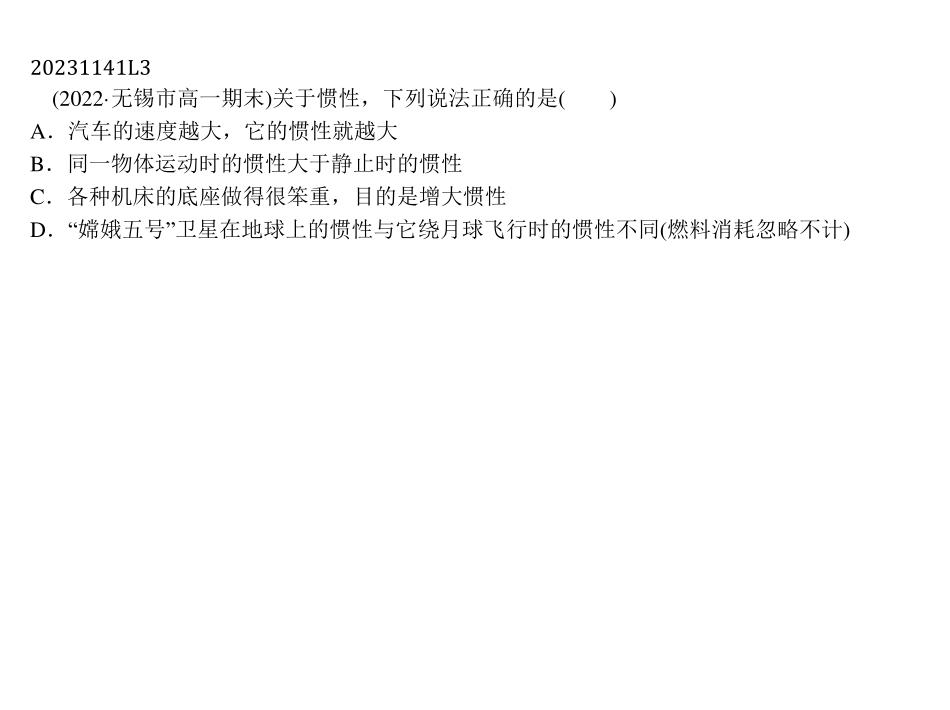 20231141L3
(2022·无锡市高一期末)关于惯性，下列说法正确的是(　　)
A．汽车的速度越大，它的惯性就越大
B．同一物体运动时的惯性大于静止时的惯性
C．各种机床的底座做得很笨重，目的是增大惯性
D．“嫦娥五号”卫星在地球上的惯性与它绕月球飞行时的惯性不同(燃料消耗忽略不计)